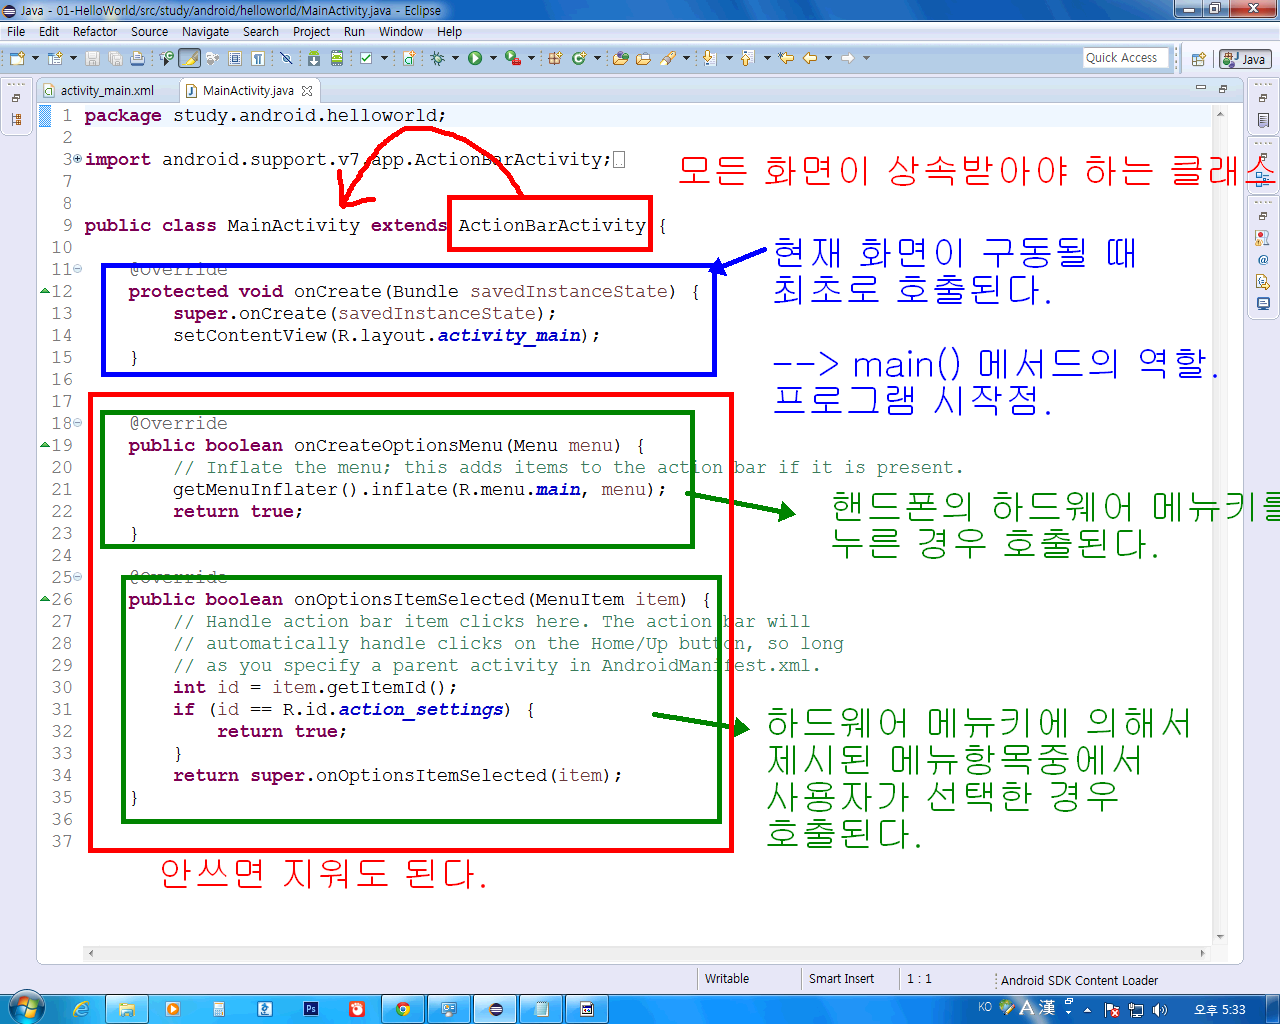 Java - 01-HelloWorld/src/study/android/helloworld/MainActivity.java - Eclipse
File Edit Refactor Source Navigate Search Project Run Window Help
Quick Access
Java
activity_main.xml
MainActivity.java
1 package study.android.helloworld;
2
3 import android.support.v7.app.ActionBarActivity;
모든 화면이 상속받아야 하는 클래스
7
8
9 public class MainActivity extends ActionBarActivity {
10
11 @Override
12 protected void onCreate(Bundle savedInstanceState) {
13 super.onCreate(savedInstanceState);
14 setContentView(R.layout.activity_main);
15 }
16
현재 화면이 구동될 때
최초로 호출된다.
--> main() 메서드의 역할.
프로그램 시작점.
17
18 @Override
19 public boolean onCreateOptionsMenu(Menu menu) {
20 // Inflate the menu; this adds items to the action bar if it is present.
21 getMenuInflater().inflate(R.menu.main, menu);
22 return true;
23 }
24
핸드폰의 하드웨어 메뉴키를
누른 경우 호출된다.
25 @Override
26 public boolean onOptionsItemSelected(MenuItem item) {
27 // Handle action bar item clicks here. The action bar will
28 // automatically handle clicks on the Home/Up button, so long
29 // as you specify a parent activity in AndroidManifest.xml.
30 int id = item.getItemId();
31 if (id == R.id.action_settings) {
32 return true;
33 }
34 return super.onOptionsItemSelected(item);
35 }
36
37
하드웨어 메뉴키에 의해서
제시된 메뉴항목중에서
사용자가 선택한 경우
호출된다.
안쓰면 지워도 된다.
Writable Smart Insert 1 : 1 Android SDK Content Loader
KO A 漢 오후 5:33